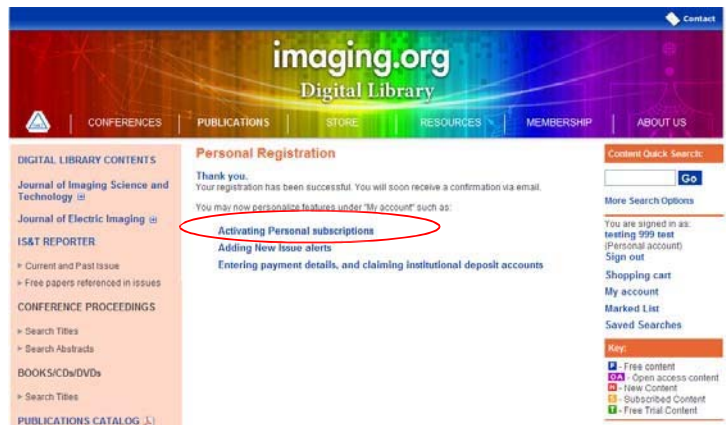 Contact
imaging.org
Digital Library
CONFERENCES
PUBLICATIONS
STORE
RESOURCES
MEMBERSHIP
ABOUT US
DIGITAL LIBRARY CONTENTS
Journal of Imaging Science and
Technology
Journal of Electric Imaging
IS&T REPORTER
Current and Past Issue
Free papers referenced in issues
CONFERENCE PROCEEDINGS
Search Titles
Search Abstracts
BOOKS/CDs/DVDs
Search Titles
PUBLICATIONS CATALOG
Personal Registration
Thank you.
Your registration has been successful. You will soon receive a confirmation via email.
You may now personalize features under "My account" such as:
Activating Personal subscriptions
Adding New Issue alerts
Entering payment details, and claiming institutional deposit accounts
Content Quick Search:
Go
More Search Options
You are signed in as:
testing 999 test
(Personal account)
Sign out
Shopping cart
My account
Marked List
Saved Searches
Key:
F - Free content
OA - Open access content
N - New Content
S - Subscribed Content
T - Free Trial Content